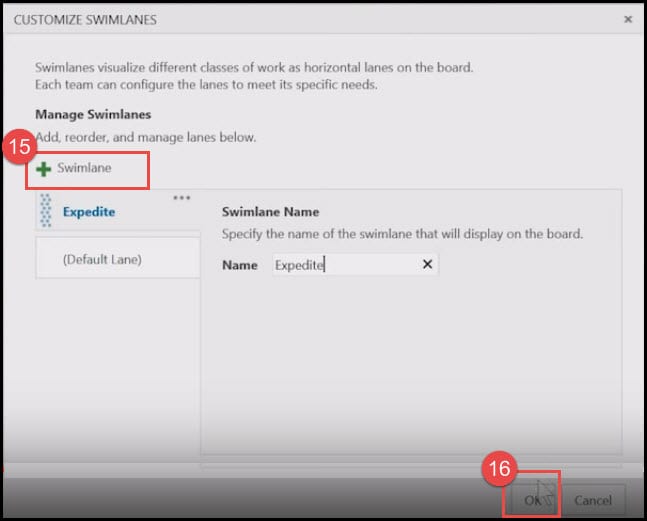 CUSTOMIZE SWIMLANES
Swimlanes visualize different classes of work as horizontal lanes on the board.
Each team can configure the lanes to meet its specific needs.
Manage Swimlanes
Add, reorder, and manage lanes below.
15
Swimlane
Expedite
(Default Lane)
Swimlane Name
Specify the name of the swimlane that will display on the board.
Name Expedite
16
OK Cancel